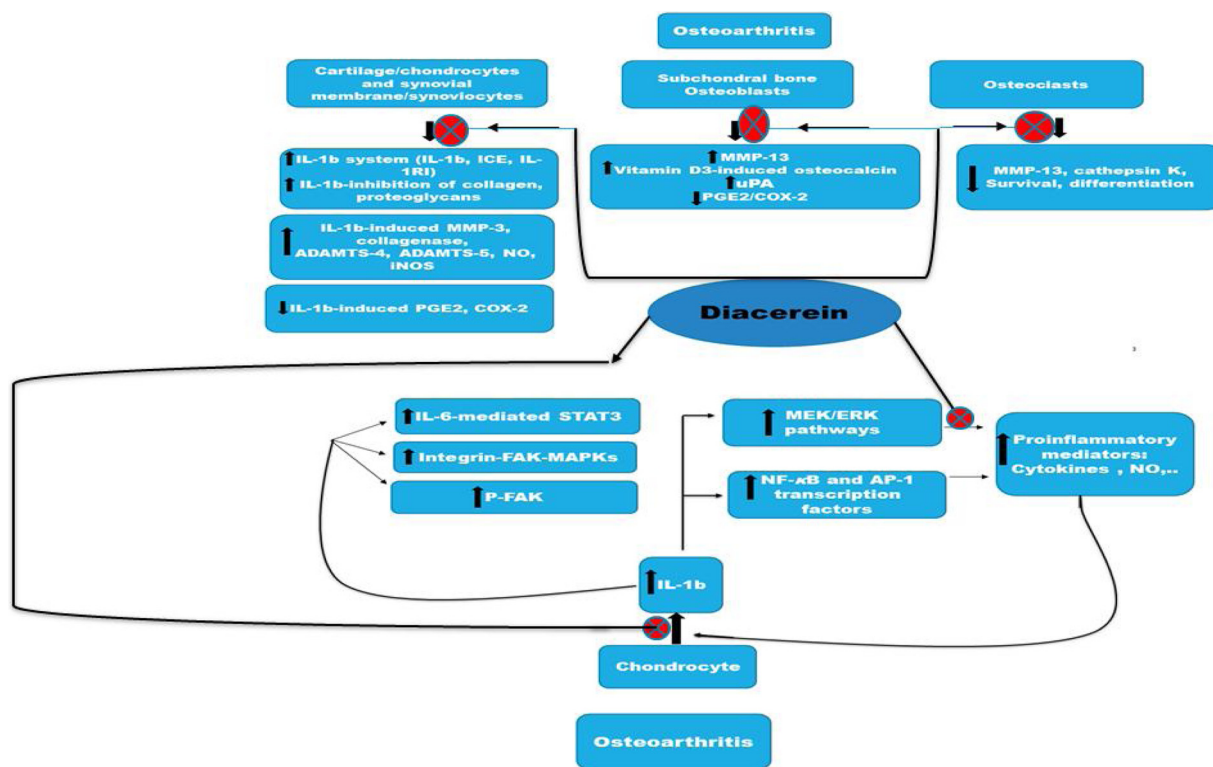 Osteoarthritis
Cartilage/chondrocytes
and synovial
membrane/synoviocytes
Subchondral bone
Osteoblasts
Osteoclasts
IL-1b system (IL-1b, ICE, IL-
1RI)
IL-1b-inhibition of collagen,
proteoglycans
MMP-13
Vitamin D3-induced osteocalcin
uPA
PGE2/COX-2
MMP-13, cathepsin K,
Survival, differentiation
IL-1b-induced MMP-3,
collagenase,
ADAMTS-4, ADAMTS-5, NO,
iNOS
IL-1b-induced PGE2, COX-2
Diacerein
IL-6-mediated STAT3
Integrin-FAK-MAPKs
P-FAK
MEK/ERK
pathways
NF-κB and AP-1
transcription
factors
Proinflammatory
mediators:
Cytokines , NO,..
IL-1b
Chondrocyte
Osteoarthritis